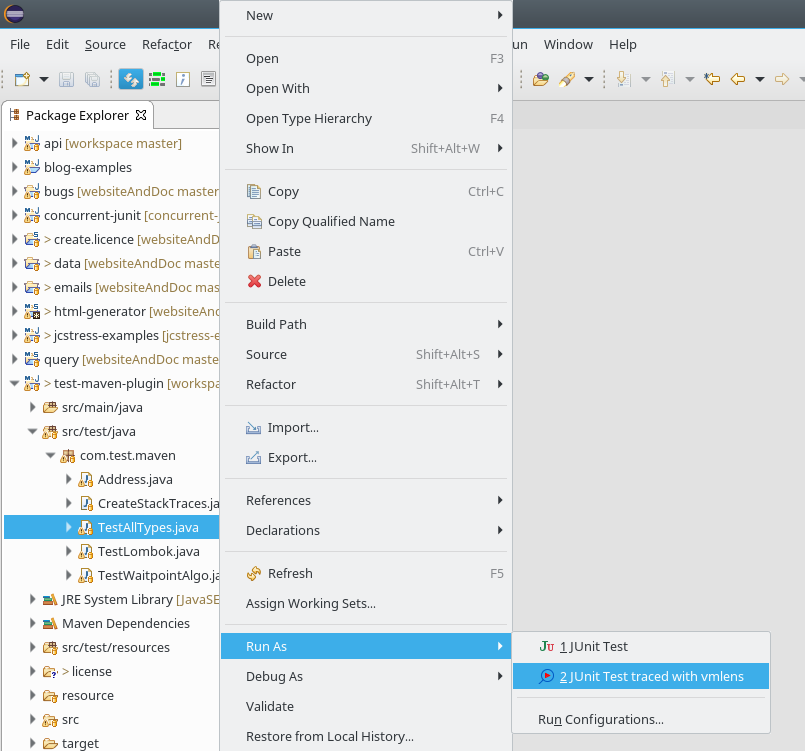 File Edit Source Refactor Re
un Window Help
Package Explorer
api [workspace master]
blog-examples
bugs [websiteAndDoc master
concurrent-junit [concurrent-j
> create.licence [websiteAndD
> data [websiteAndDoc maste
> emails [websiteAndDoc mas
> html-generator [websiteAnd
> jcstress-examples [jcstress-e
query [websiteAndDoc maste
> test-maven-plugin [workspa
src/main/java
src/test/java
com.test.maven
Address.java
CreateStackTraces.ja
TestAllTypes.java
TestLombok.java
TestWaitpointAlgo.ja
JRE System Library [JavaSE
Maven Dependencies
src/test/resources
> license
resource
src
target
New
Open F3
Open With
Open Type Hierarchy F4
Show In Shift+Alt+W
Copy Ctrl+C
Copy Qualified Name
Paste Ctrl+V
Delete
Build Path
Source Shift+Alt+S
Refactor Shift+Alt+T
Import...
Export...
References
Declarations
Refresh F5
Assign Working Sets...
Run As
Debug As
Validate
Restore from Local History...
Ju 1 JUnit Test
2 JUnit Test traced with vmlens
Run Configurations...